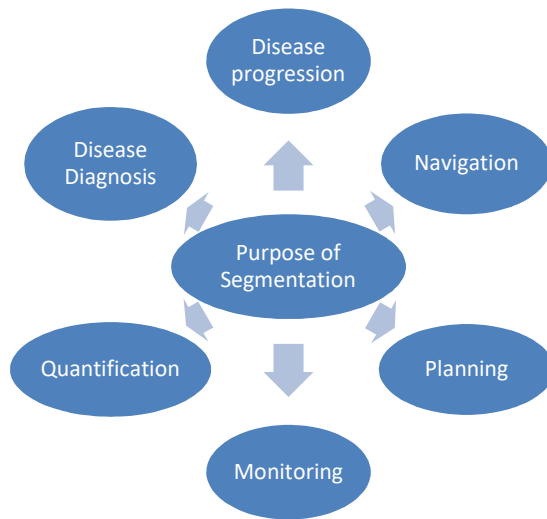 Disease
progression
Disease
Diagnosis
Navigation
Purpose of
Segmentation
Quantification
Planning
Monitoring